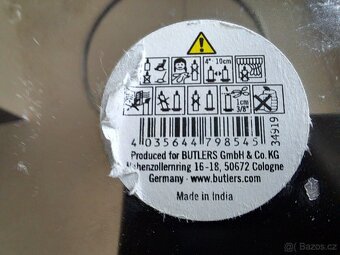 4" 10cm
1cm
3/8"
34919
4 035644 798545
Produced for BUTLERS GmbH & Co. KG
Hohenzollernring 16-18, 50672 Cologne
Germany · www.butlers.com
Made in India
Bazoš.cz